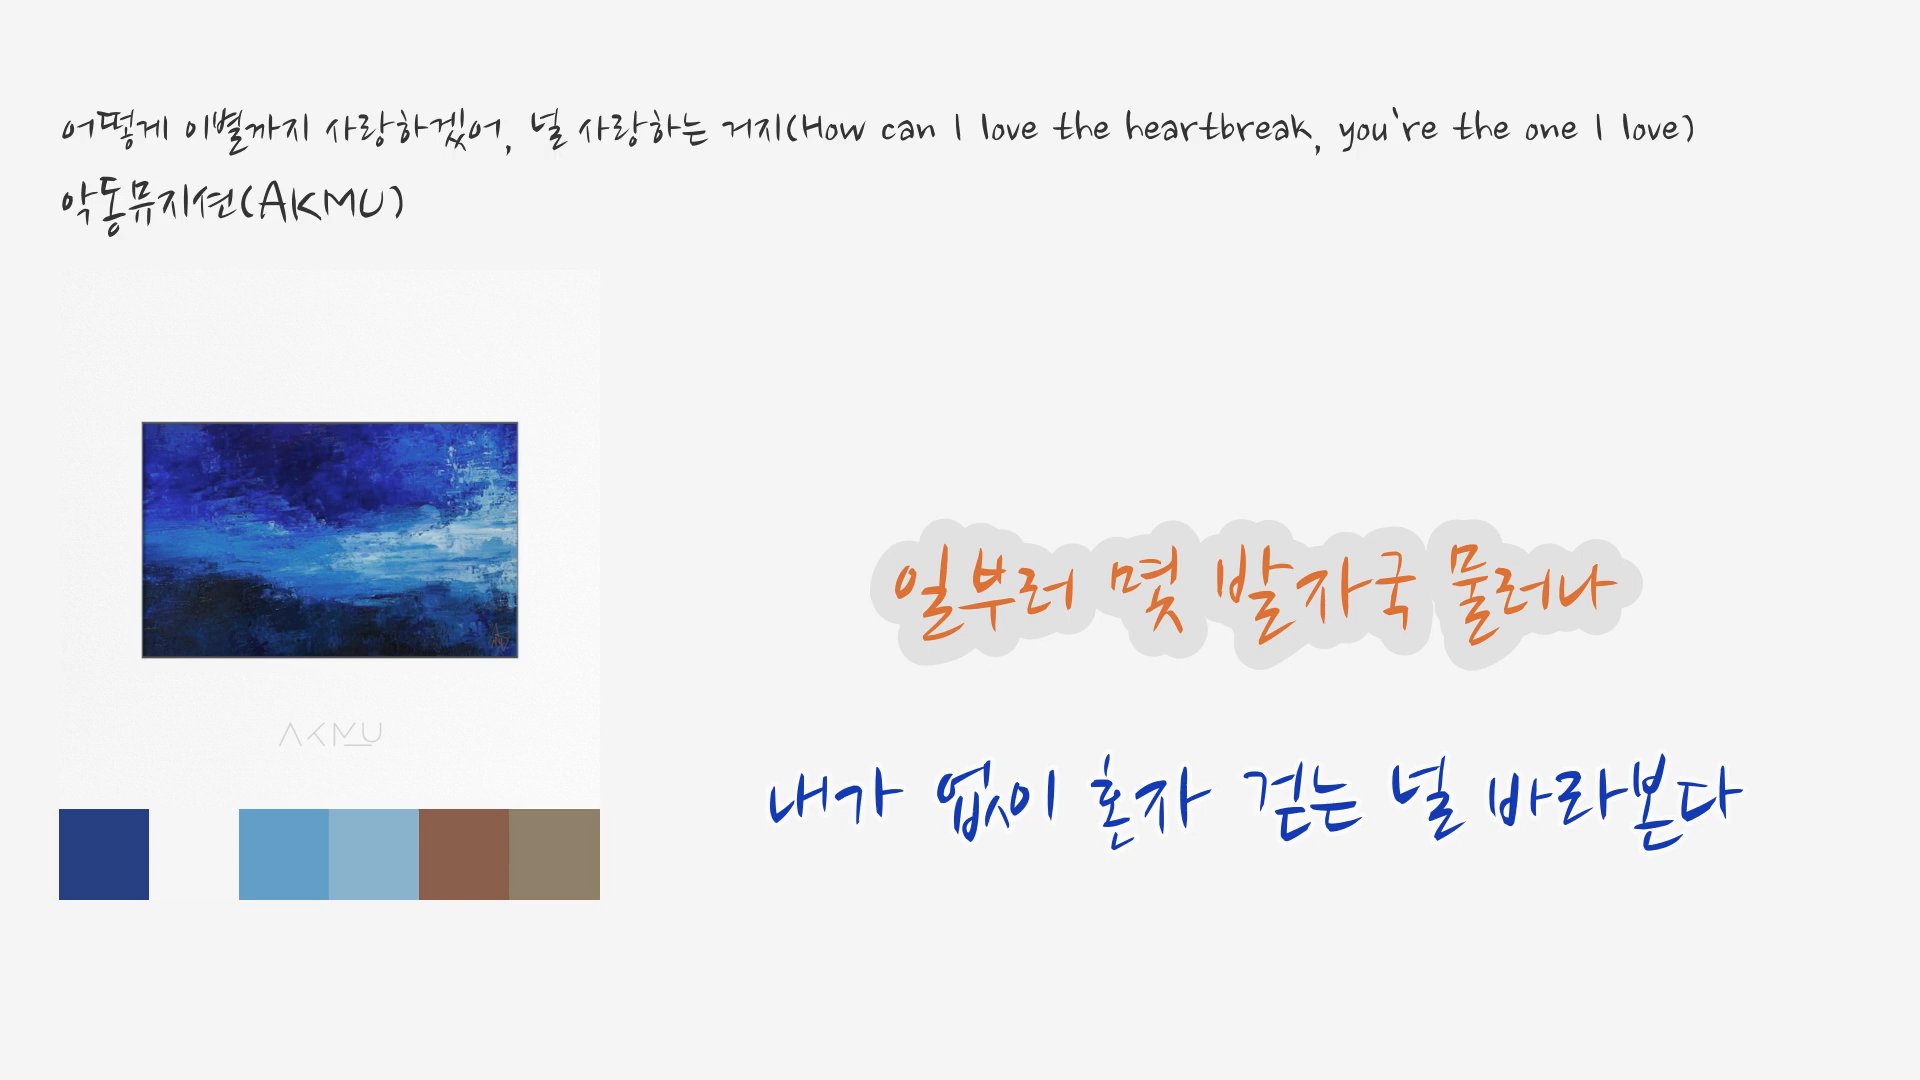 어떻게 이별까지 사랑하겠어, 널 사랑하는 거지(How can I love the heartbreak, you're the one I love)
악동뮤지션(AKMU)
AKMU
일부러 몇 발자국 물러나
내가 없이 혼자 걷는 널 바라본다